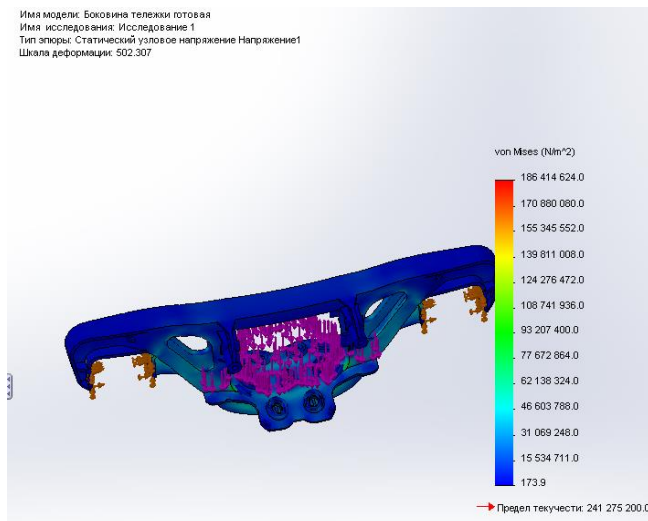 Имя модели: Боковина тележки готовая
Имя исследования: Исследование 1
Тип эпюры: Статический узловое напряжение Напряжение1
Шкала деформации: 502.307
von Mises (N/m^2)
186 414 624.0
170 880 080.0
155 345 552.0
139 811 008.0
124 276 472.0
108 741 936.0
93 207 400.0
77 672 864.0
62 138 324.0
46 603 788.0
31 069 248.0
15 534 711.0
173.9
Предел текучести: 241 275 200.0